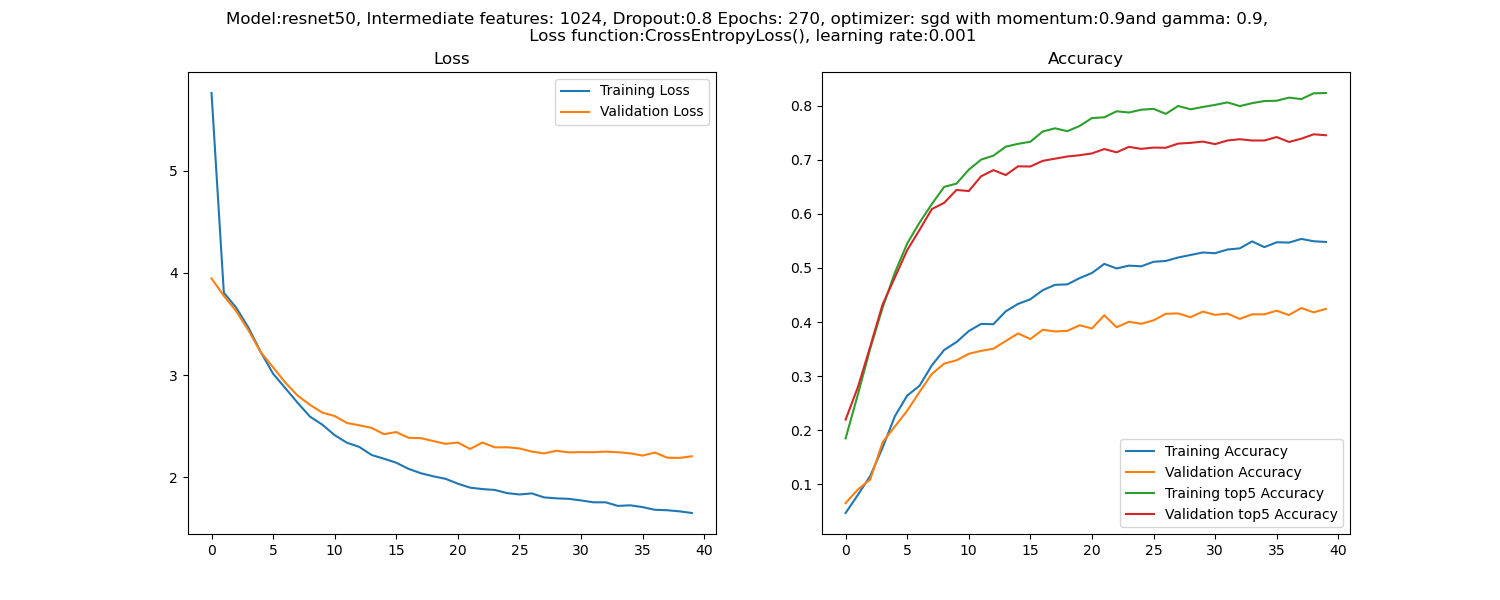 Model:resnet50, Intermediate features: 1024, Dropout:0.8 Epochs: 270, optimizer: sgd with momentum:0.9and gamma: 0.9,
Loss function:CrossEntropyLoss(), learning rate:0.001
Loss
Training Loss
Validation Loss
5
4
3
2
0 5 10 15 20 25 30 35 40
Accuracy
0.8
0.7
0.6
0.5
0.4
0.3
0.2
0.1
Training Accuracy
Validation Accuracy
Training top5 Accuracy
Validation top5 Accuracy
0 5 10 15 20 25 30 35 40